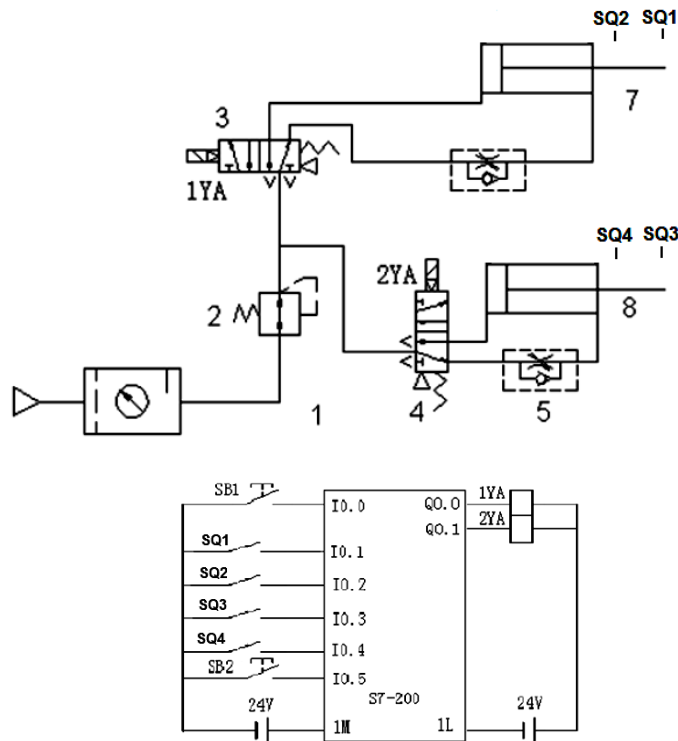 SQ2 SQ1
3
7
1YA
SQ4 SQ3
2YA
2
8
1
4
5
SB1
I0.0
Q0.0
1YA
Q0.1
2YA
SQ1
I0.1
SQ2
I0.2
SQ3
I0.3
SQ4
I0.4
SB2
I0.5
S7-200
24V
1M
1L
24V